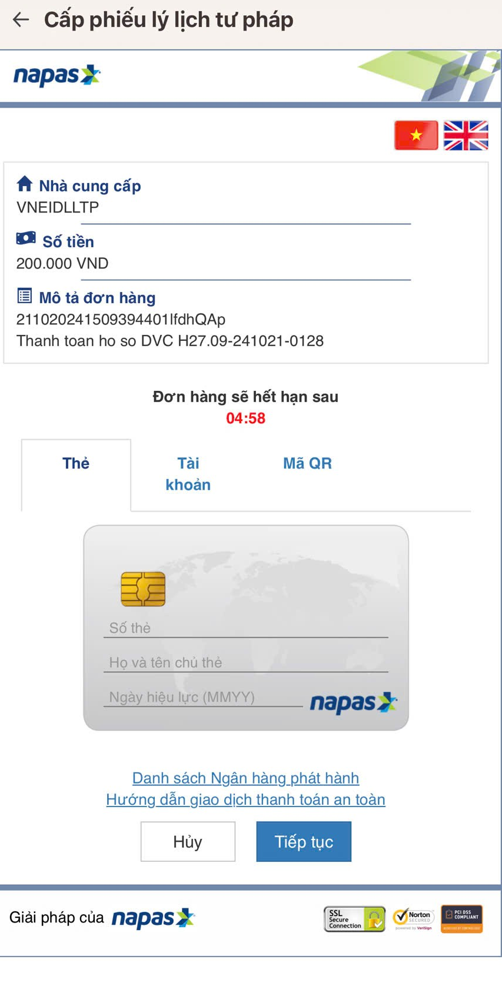 Cấp phiếu lý lịch tư pháp
napas
Nhà cung cấp
VNEIDLLTP
Số tiền
200.000 VND
Mô tả đơn hàng
211020241509394401lfdhQAp
Thanh toan ho so DVC H27.09-241021-0128
Đơn hàng sẽ hết hạn sau
04:58
Thẻ
Tài khoản
Mã QR
Số thẻ
Họ và tên chủ thẻ
Ngày hiệu lực (MMYY)
napas
Danh sách Ngân hàng phát hành
Hướng dẫn giao dịch thanh toán an toàn
Hủy
Tiếp tục
Giải pháp của napas
SSL
Secure
Connection
Norton
SECURED
powered by VeriSign
PCI DSS
COMPLIANT